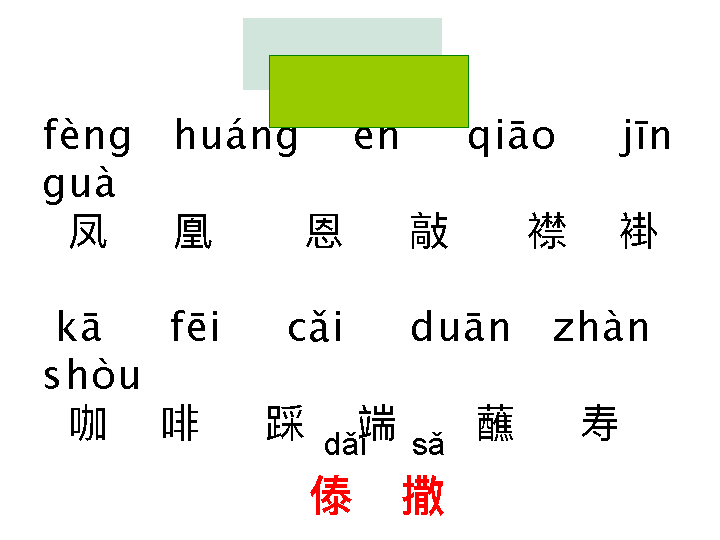 fèng huáng ēn qiāo jīn
guà
凤 凰 恩 敲 襟 褂
kā fēi cǎi duān zhàn
shòu
咖 啡 踩 端 蘸 寿
dǎi sǎ
傣 撒